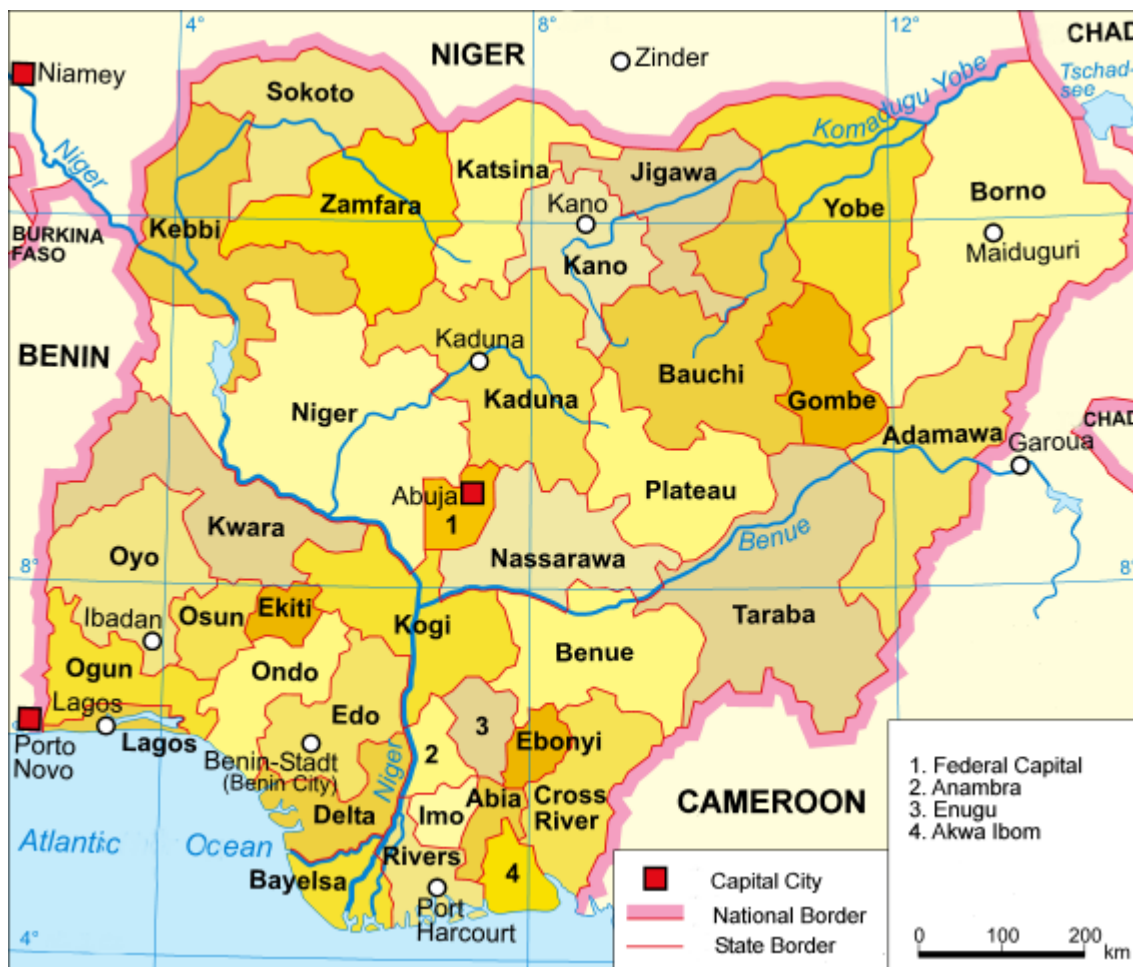 4°
8°
12°
NIGER
Zinder
CHAD
Niamey
Tschad-
see
Sokoto
Komadugu Yobe
Niger
Katsina
Jigawa
Zamfara
Kano
Borno
Yobe
Kebbi
BURKINA
FASO
Maiduguri
Kano
BENIN
Kaduna
Bauchi
Kaduna
Gombe
Niger
CHAD
Adamawa
Garoua
Abuja
Plateau
1
Kwara
Benue
Oyo
Nassarawa
8°
8°
Ekiti
Ibadan
Osun
Kogi
Taraba
Benue
Ogun
Ondo
Lagos
Edo
3
Ebonyi
Porto
Novo
Lagos
2
Benin-Stadt
(Benin City)
Niger
Abia
Cross
River
CAMEROON
Delta
Imo
Atlantic Ocean
Rivers
Bayelsa
4
Port
Harcourt
4°
1. Federal Capital
2. Anambra
3. Enugu
4. Akwa Ibom
Capital City
National Border
State Border
0 100 200
km